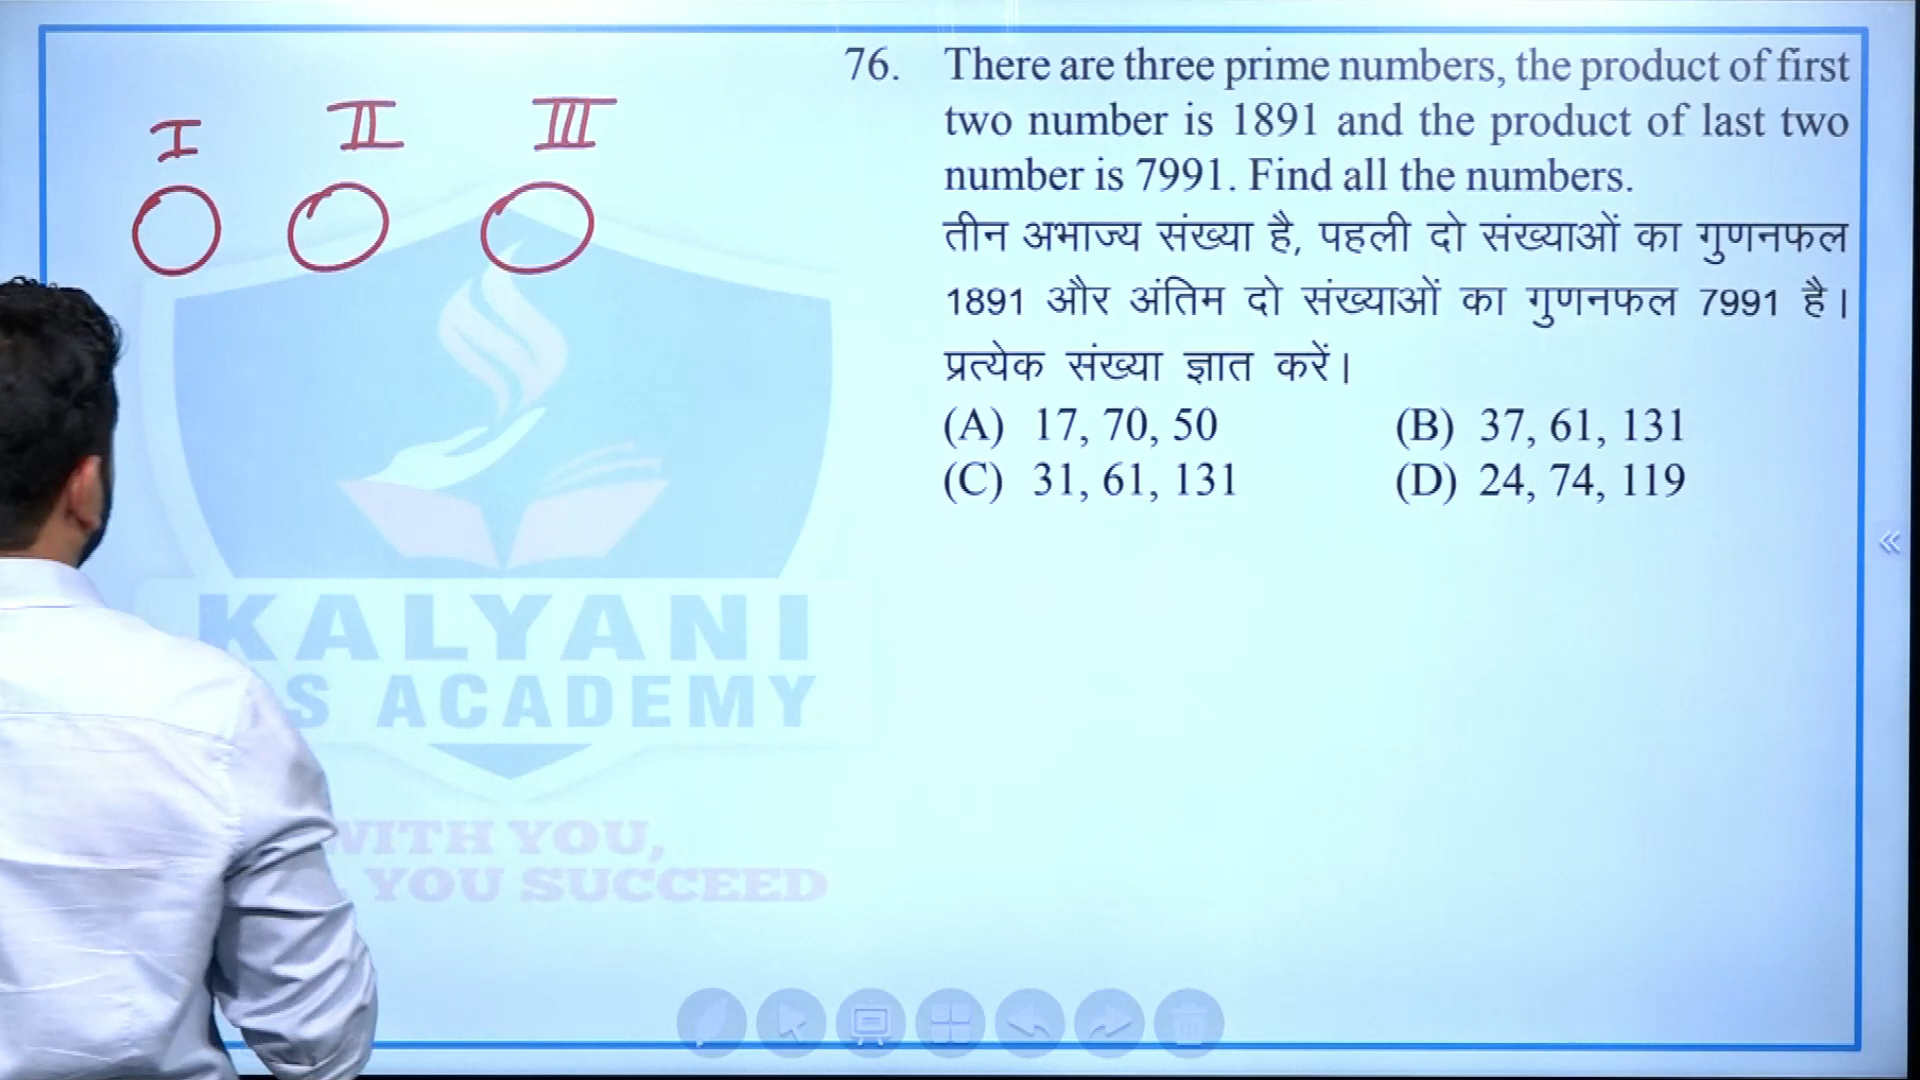 I II III
76. There are three prime numbers, the product of first
two number is 1891 and the product of last two
number is 7991. Find all the numbers.
तीन अभाज्य संख्या है, पहली दो संख्याओं का गुणनफल
1891 और अंतिम दो संख्याओं का गुणनफल 7991 है।
प्रत्येक संख्या ज्ञात करें।
(A) 17, 70, 50 (B) 37, 61, 131
(C) 31, 61, 131 (D) 24, 74, 119
KALYANI
S ACADEMY
WITH YOU,
YOU SUCCEED